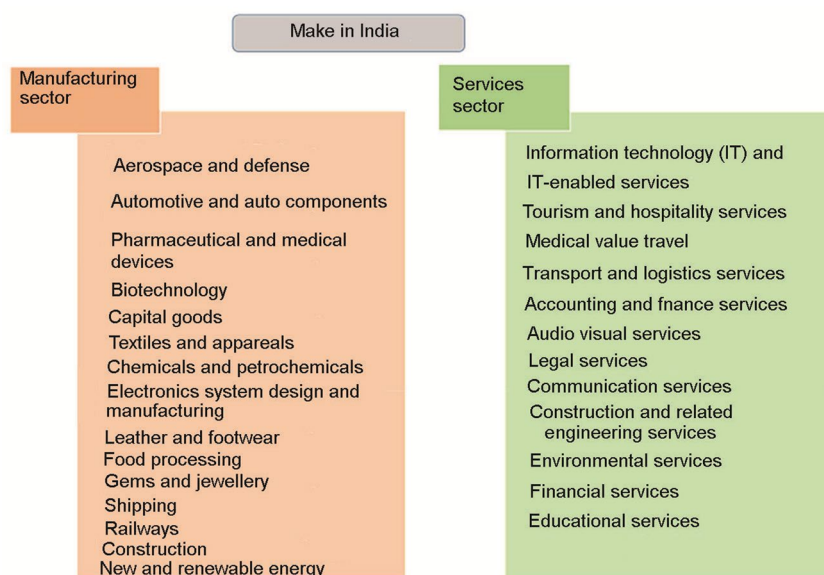 Make in India
Manufacturing
sector
Aerospace and defense
Automotive and auto components
Pharmaceutical and medical
devices
Biotechnology
Capital goods
Textiles and appareals
Chemicals and petrochemicals
Electronics system design and
manufacturing
Leather and footwear
Food processing
Gems and jewellery
Shipping
Railways
Construction
New and renewable energy
Services
sector
Information technology (IT) and
IT-enabled services
Tourism and hospitality services
Medical value travel
Transport and logistics services
Accounting and fnance services
Audio visual services
Legal services
Communication services
Construction and related
engineering services
Environmental services
Financial services
Educational services